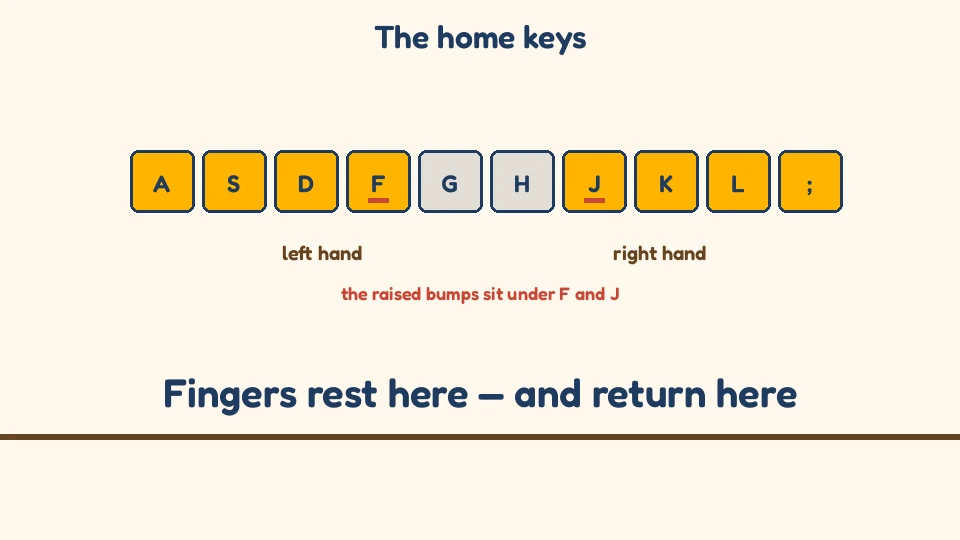 The home keys
A S D F G H J K L ;
left hand right hand
the raised bumps sit under F and J
Fingers rest here — and return here